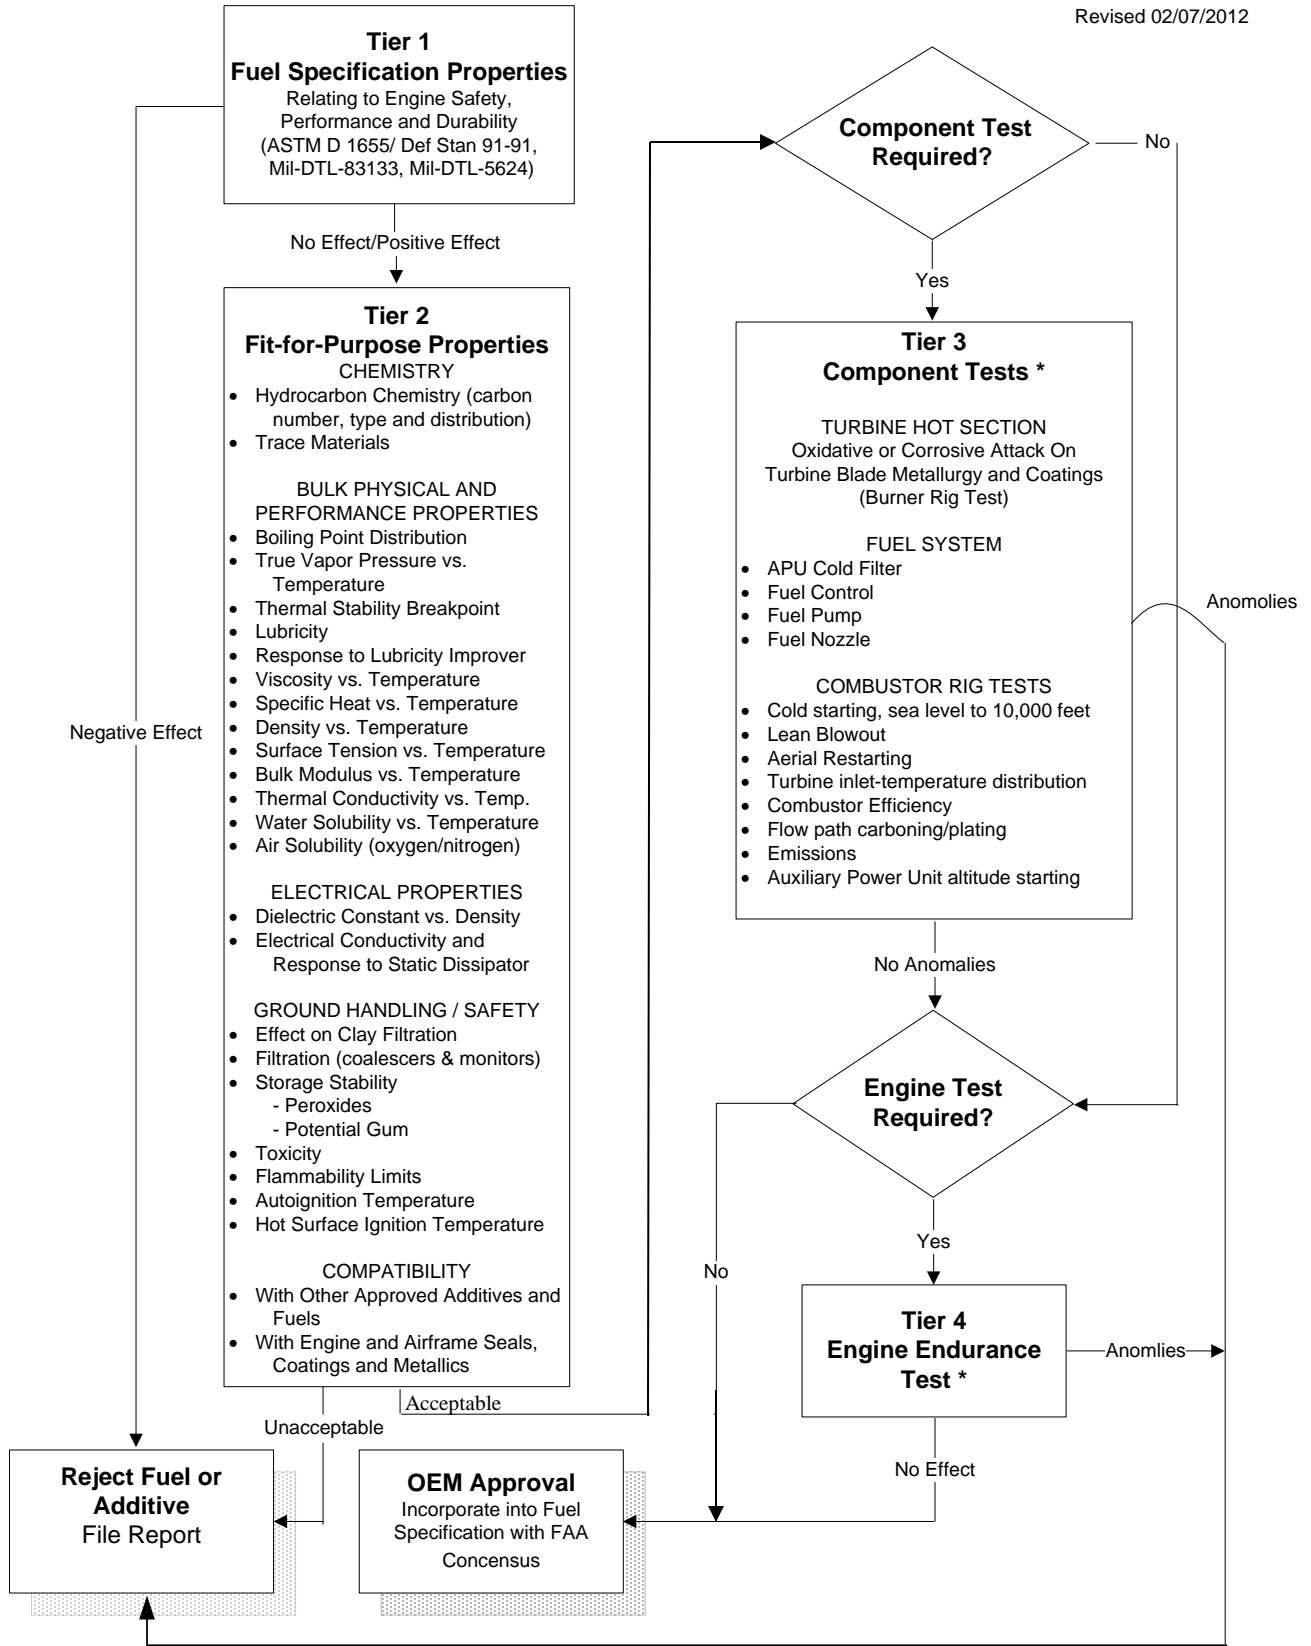 Revised 02/07/2012
Tier 1
Fuel Specification Properties
Relating to Engine Safety,
Performance and Durability
(ASTM D 1655/ Def Stan 91-91,
Mil-DTL-83133, Mil-DTL-5624)
No Effect/Positive Effect
Negative Effect
Tier 2
Fit-for-Purpose Properties
CHEMISTRY
• Hydrocarbon Chemistry (carbon
number, type and distribution)
• Trace Materials
BULK PHYSICAL AND
PERFORMANCE PROPERTIES
• Boiling Point Distribution
• True Vapor Pressure vs.
Temperature
• Thermal Stability Breakpoint
• Lubricity
• Response to Lubricity Improver
• Viscosity vs. Temperature
• Specific Heat vs. Temperature
• Density vs. Temperature
• Surface Tension vs. Temperature
• Bulk Modulus vs. Temperature
• Thermal Conductivity vs. Temp.
• Water Solubility vs. Temperature
• Air Solubility (oxygen/nitrogen)
ELECTRICAL PROPERTIES
• Dielectric Constant vs. Density
• Electrical Conductivity and
Response to Static Dissipator
GROUND HANDLING / SAFETY
• Effect on Clay Filtration
• Filtration (coalescers & monitors)
• Storage Stability
- Peroxides
- Potential Gum
• Toxicity
• Flammability Limits
• Autoignition Temperature
• Hot Surface Ignition Temperature
COMPATIBILITY
• With Other Approved Additives and
Fuels
• With Engine and Airframe Seals,
Coatings and Metallics
Acceptable
Unacceptable
Reject Fuel or
Additive
File Report
Component Test
Required?
No
Yes
Tier 3
Component Tests *
TURBINE HOT SECTION
Oxidative or Corrosive Attack On
Turbine Blade Metallurgy and Coatings
(Burner Rig Test)
FUEL SYSTEM
• APU Cold Filter
• Fuel Control
• Fuel Pump
• Fuel Nozzle
COMBUSTOR RIG TESTS
• Cold starting, sea level to 10,000 feet
• Lean Blowout
• Aerial Restarting
• Turbine inlet-temperature distribution
• Combustor Efficiency
• Flow path carboning/plating
• Emissions
• Auxiliary Power Unit altitude starting
Anomolies
No Anomalies
Engine Test
Required?
No
Yes
Tier 4
Engine Endurance
Test *
Anomlies
No Effect
OEM Approval
Incorporate into Fuel
Specification with FAA
Concensus